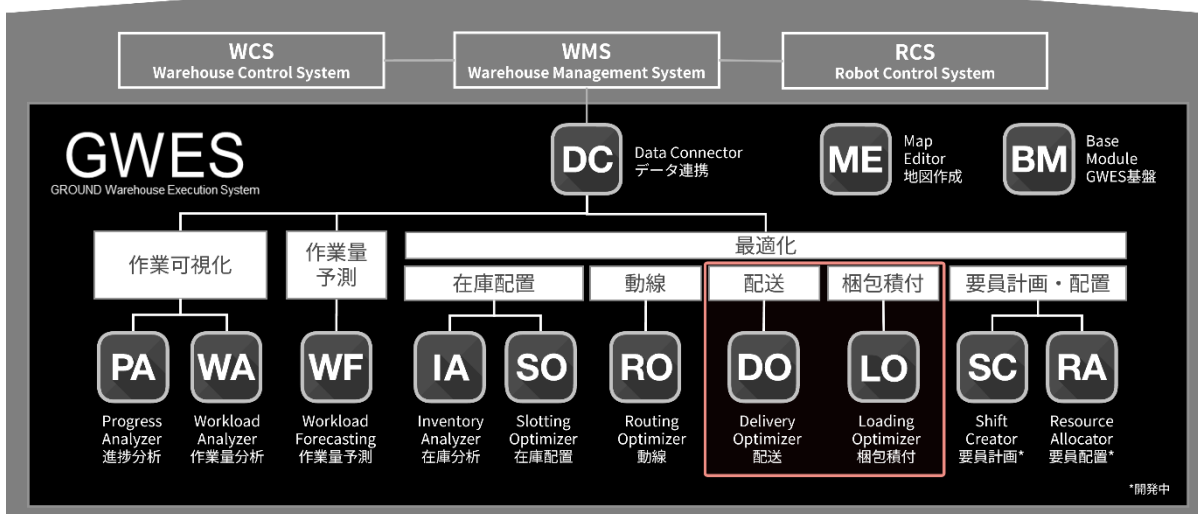 WCS
Warehouse Control System
WMS
Warehouse Management System
RCS
Robot Control System
GWES
GROUND Warehouse Execution System
DC
Data Connector
データ連携
ME
Map
Editor
地図作成
BM
Base
Module
GWES基盤
作業可視化
作業量
予測
最適化
在庫配置
動線
配送
梱包積付
要員計画・配置
PA
WA
WF
IA
SO
RO
DO
LO
SC
RA
Progress
Analyzer
進捗分析
Workload
Analyzer
作業量分析
Workload
Forecasting
作業量予測
Inventory
Analyzer
在庫分析
Slotting
Optimizer
在庫配置
Routing
Optimizer
動線
Delivery
Optimizer
配送
Loading
Optimizer
梱包積付
Shift
Creator
要員計画*
Resource
Allocator
要員配置*
*開発中